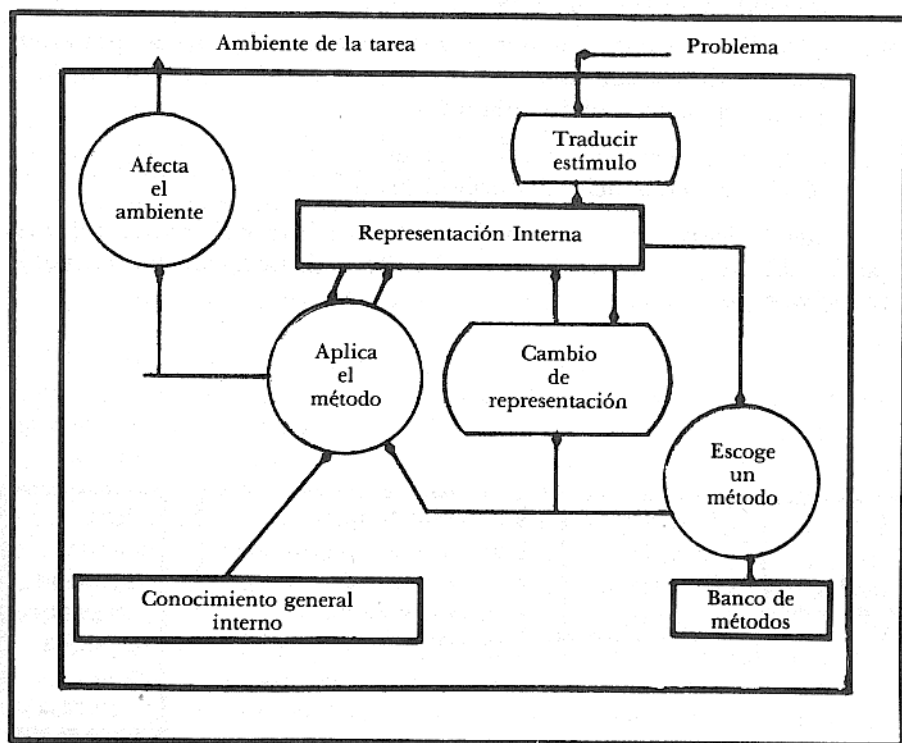 Ambiente de la tarea
Problema
Traducir
estímulo
Afecta
el
ambiente
Representación Interna
Aplica
el
método
Cambio
de
representación
Escoge
un
método
Conocimiento general
interno
Banco de
métodos